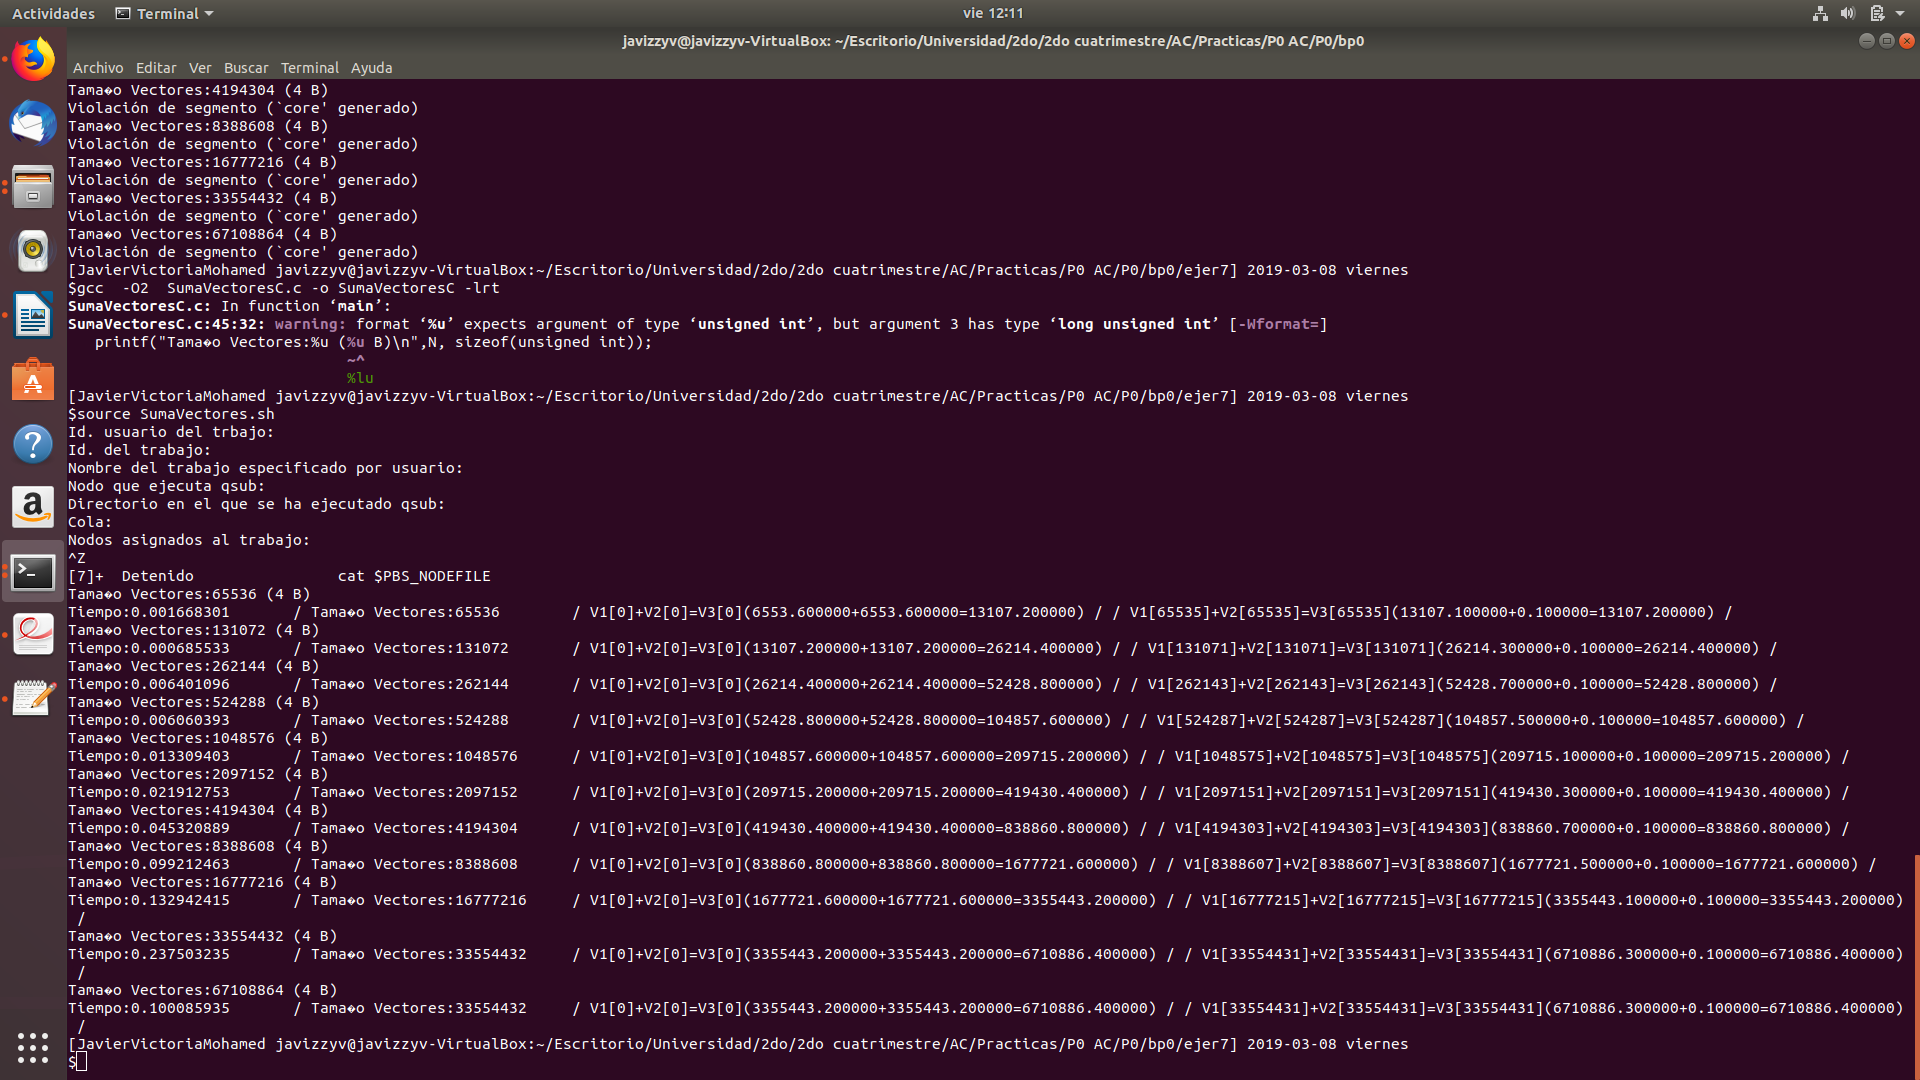 Actividades Terminal vie 12:11
javizzyv@javizzyv-VirtualBox: ~/Escritorio/Universidad/2do/2do cuatrimestre/AC/Practicas/P0 AC/P0/bp0
Archivo Editar Ver Buscar Terminal Ayuda
Tama�o Vectores:4194304 (4 B)
Violación de segmento (`core' generado)
Tama�o Vectores:8388608 (4 B)
Violación de segmento (`core' generado)
Tama�o Vectores:16777216 (4 B)
Violación de segmento (`core' generado)
Tama�o Vectores:33554432 (4 B)
Violación de segmento (`core' generado)
Tama�o Vectores:67108864 (4 B)
Violación de segmento (`core' generado)
[JavierVictoriaMohamed javizzyv@javizzyv-VirtualBox:~/Escritorio/Universidad/2do/2do cuatrimestre/AC/Practicas/P0 AC/P0/bp0/ejer7] 2019-03-08 viernes
$gcc  -O2  SumaVectoresC.c -o SumaVectoresC -lrt
SumaVectoresC.c: In function ‘main’:
SumaVectoresC.c:45:32: warning: format ‘%u’ expects argument of type ‘unsigned int’, but argument 3 has type ‘long unsigned int’ [-Wformat=]
printf("Tama�o Vectores:%u (%u B)\n",N, sizeof(unsigned int));
~^
%lu
[JavierVictoriaMohamed javizzyv@javizzyv-VirtualBox:~/Escritorio/Universidad/2do/2do cuatrimestre/AC/Practicas/P0 AC/P0/bp0/ejer7] 2019-03-08 viernes
$source SumaVectores.sh
Id. usuario del trbajo:
Id. del trabajo:
Nombre del trabajo especificado por usuario:
Nodo que ejecuta qsub:
Directorio en el que se ha ejecutado qsub:
Cola:
Nodos asignados al trabajo:
^Z
[7]+  Detenido                cat $PBS_NODEFILE
Tama�o Vectores:65536 (4 B)
Tiempo:0.001668301       / Tama�o Vectores:65536        / V1[0]+V2[0]=V3[0](6553.600000+6553.600000=13107.200000) / / V1[65535]+V2[65535]=V3[65535](13107.100000+0.100000=13107.200000) /
Tama�o Vectores:131072 (4 B)
Tiempo:0.000685533       / Tama�o Vectores:131072       / V1[0]+V2[0]=V3[0](13107.200000+13107.200000=26214.400000) / / V1[131071]+V2[131071]=V3[131071](26214.300000+0.100000=26214.400000) /
Tama�o Vectores:262144 (4 B)
Tiempo:0.006401096       / Tama�o Vectores:262144       / V1[0]+V2[0]=V3[0](26214.400000+26214.400000=52428.800000) / / V1[262143]+V2[262143]=V3[262143](52428.700000+0.100000=52428.800000) /
Tama�o Vectores:524288 (4 B)
Tiempo:0.006060393       / Tama�o Vectores:524288       / V1[0]+V2[0]=V3[0](52428.800000+52428.800000=104857.600000) / / V1[524287]+V2[524287]=V3[524287](104857.500000+0.100000=104857.600000) /
Tama�o Vectores:1048576 (4 B)
Tiempo:0.013309403       / Tama�o Vectores:1048576      / V1[0]+V2[0]=V3[0](104857.600000+104857.600000=209715.200000) / / V1[1048575]+V2[1048575]=V3[1048575](209715.100000+0.100000=209715.200000) /
Tama�o Vectores:2097152 (4 B)
Tiempo:0.021912753       / Tama�o Vectores:2097152      / V1[0]+V2[0]=V3[0](209715.200000+209715.200000=419430.400000) / / V1[2097151]+V2[2097151]=V3[2097151](419430.300000+0.100000=419430.400000) /
Tama�o Vectores:4194304 (4 B)
Tiempo:0.045320889       / Tama�o Vectores:4194304      / V1[0]+V2[0]=V3[0](419430.400000+419430.400000=838860.800000) / / V1[4194303]+V2[4194303]=V3[4194303](838860.700000+0.100000=838860.800000) /
Tama�o Vectores:8388608 (4 B)
Tiempo:0.099212463       / Tama�o Vectores:8388608      / V1[0]+V2[0]=V3[0](838860.800000+838860.800000=1677721.600000) / / V1[8388607]+V2[8388607]=V3[8388607](1677721.500000+0.100000=1677721.600000) /
Tama�o Vectores:16777216 (4 B)
Tiempo:0.132942415       / Tama�o Vectores:16777216     / V1[0]+V2[0]=V3[0](1677721.600000+1677721.600000=3355443.200000) / / V1[16777215]+V2[16777215]=V3[16777215](3355443.100000+0.100000=3355443.200000)
/
Tama�o Vectores:33554432 (4 B)
Tiempo:0.237503235       / Tama�o Vectores:33554432     / V1[0]+V2[0]=V3[0](3355443.200000+3355443.200000=6710886.400000) / / V1[33554431]+V2[33554431]=V3[33554431](6710886.300000+0.100000=6710886.400000)
/
Tama�o Vectores:67108864 (4 B)
Tiempo:0.100085935       / Tama�o Vectores:33554432     / V1[0]+V2[0]=V3[0](3355443.200000+3355443.200000=6710886.400000) / / V1[33554431]+V2[33554431]=V3[33554431](6710886.300000+0.100000=6710886.400000)
/
[JavierVictoriaMohamed javizzyv@javizzyv-VirtualBox:~/Escritorio/Universidad/2do/2do cuatrimestre/AC/Practicas/P0 AC/P0/bp0/ejer7] 2019-03-08 viernes
$